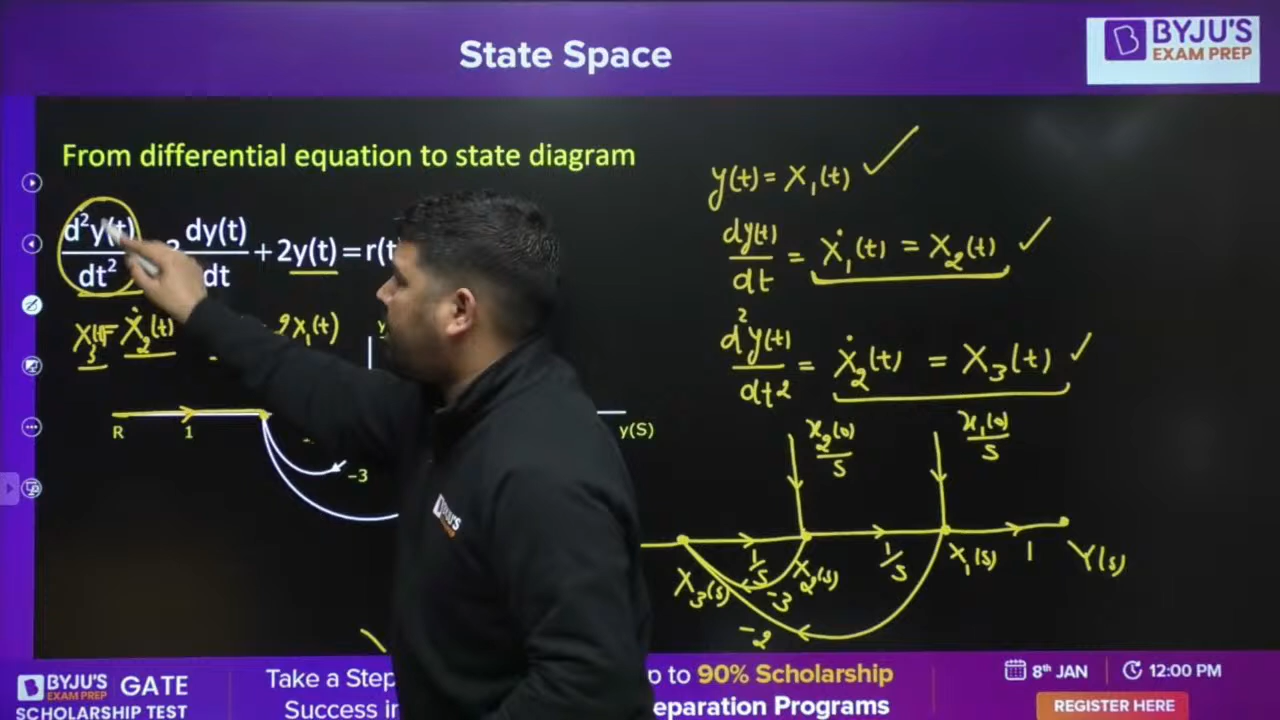 State Space
BYJU'S
EXAM PREP
From differential equation to state diagram
d²y(t)/dt² 3 dy(t)/dt + 2y(t) = r(t
X₃(t) = Ẋ₂(t) 2x₁(t)
y(t) = X₁(t) ✓
dy(t)/dt = Ẋ₁(t) = X₂(t) ✓
d²y(t)/dt² = Ẋ₂(t) = X₃(t) ✓
R 1 y(S)
-3
x₂(0)/S x₁(0)/S
X₃(s) 1/S X₂(s) 1/S X₁(s) 1 Y(s)
-3
-2
BYJU'S
BYJU'S
EXAM PREP
GATE
SCHOLARSHIP TEST
Take a Step
p to 90% Scholarship
Success in
eparation Programs
8th JAN 12:00 PM
REGISTER HERE